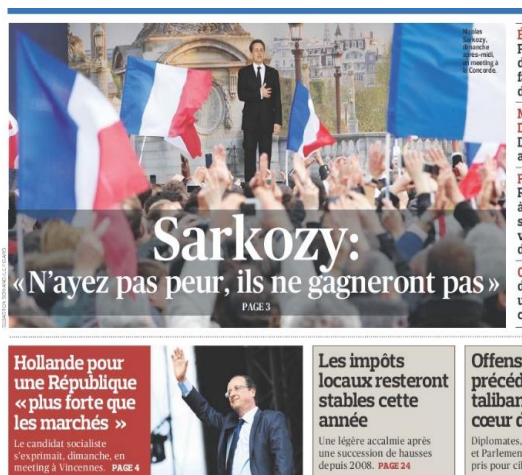 Nicolas
Sarkozy,
dimanche
après-midi,
en meeting à
la Concorde.
Sarkozy:
«N'ayez pas peur, ils ne gagneront pas»
PAGE 3
Hollande pour
une République
«plus forte que
les marchés »
Le candidat socialiste
s'exprimait, dimanche, en
meeting à Vincennes. PAGE 4
Les impôts
locaux resteront
stables cette
année
Une légère accalmie après
une succession de hausses
depuis 2008. PAGE 24
Offens
précéd
taliban
cœur d
Diplomates,
et Parlemen
pris pour cib